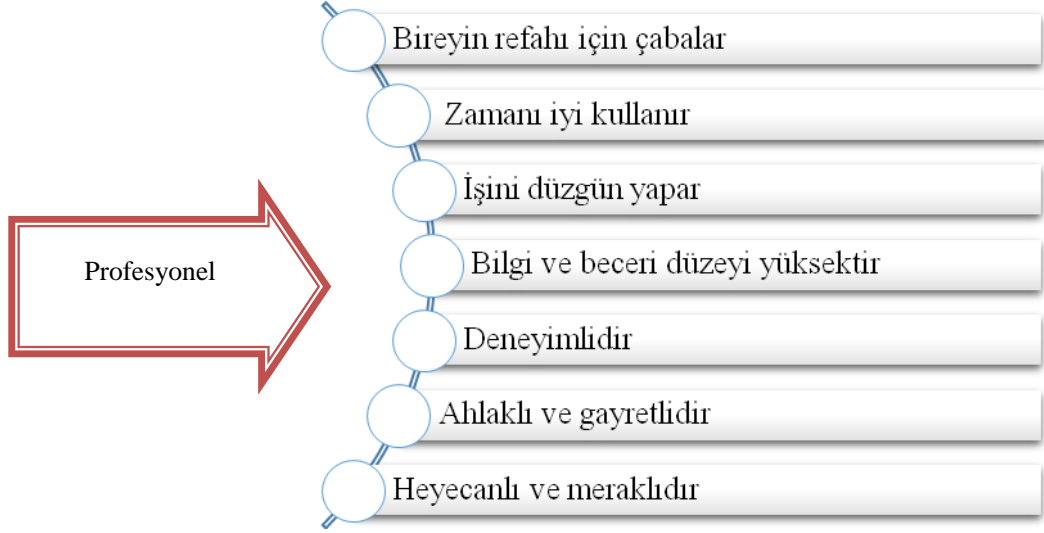 Profesyonel
Bireyin refahı için çabalar
Zamanı iyi kullanır
İşini düzgün yapar
Bilgi ve beceri düzeyi yüksektir
Deneyimlidir
Ahlaklı ve gayretlidir
Heyecanlı ve meraklıdır